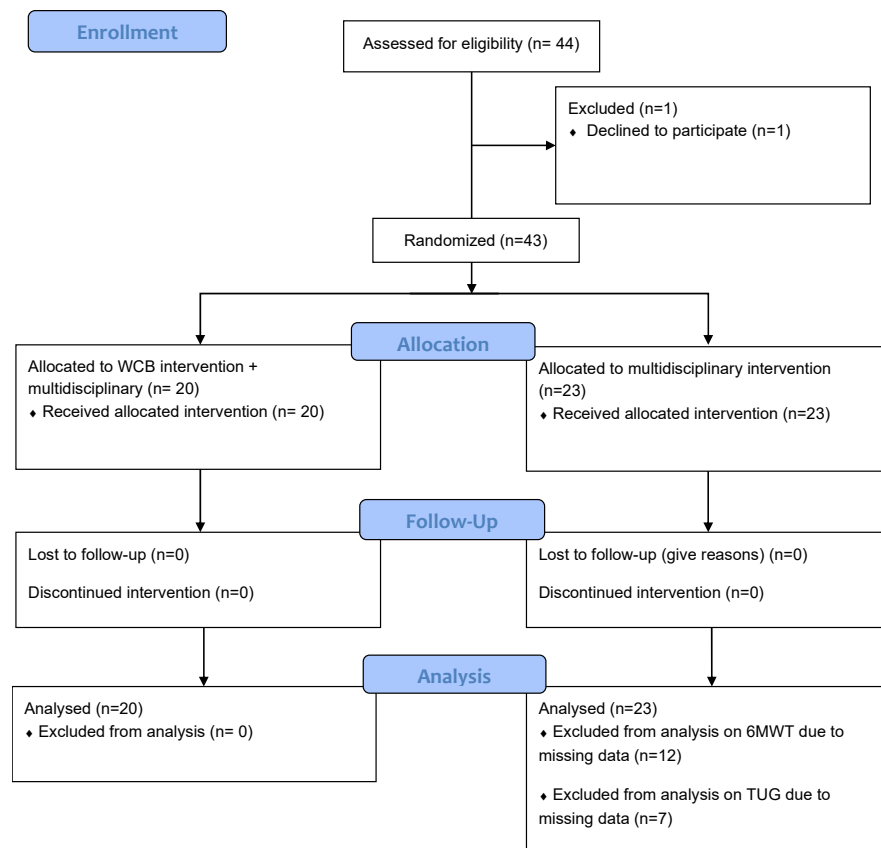 Enrollment
Assessed for eligibility (n= 44)
Excluded (n=1)
♦ Declined to participate (n=1)
Randomized (n=43)
Allocation
Allocated to WCB intervention +
multidisciplinary (n= 20)
♦ Received allocated intervention (n= 20)
Allocated to multidisciplinary intervention
(n=23)
♦ Received allocated intervention (n=23)
Follow-Up
Lost to follow-up (n=0)
Discontinued intervention (n=0)
Lost to follow-up (give reasons) (n=0)
Discontinued intervention (n=0)
Analysis
Analysed (n=20)
♦ Excluded from analysis (n= 0)
Analysed (n=23)
♦ Excluded from analysis on 6MWT due to
missing data (n=12)
♦ Excluded from analysis on TUG due to
missing data (n=7)